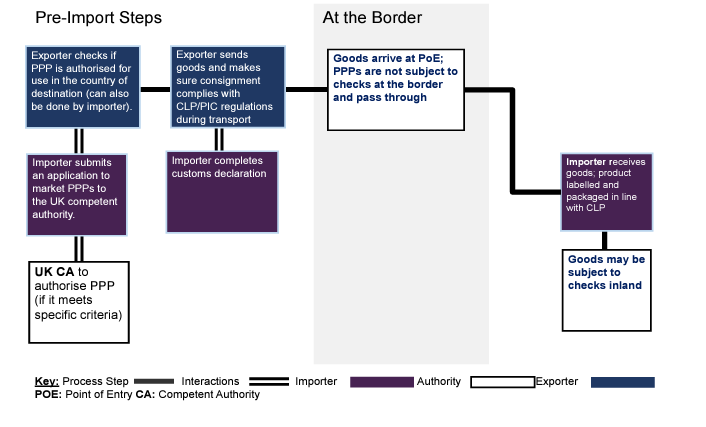 Pre-Import Steps
At the Border
Exporter checks if
PPP is authorised for
use in the country of
destination (can also
be done by importer).
Exporter sends
goods and makes
sure consignment
complies with
CLP/PIC regulations
during transport
Goods arrive at PoE;
PPPs are not subject to
checks at the border
and pass through
Importer submits
an application to
market PPPs to
the UK competent
authority.
Importer completes
customs declaration
Importer receives
goods; product
labelled and
packaged in line
with CLP
UK CA to
authorise PPP
(if it meets
specific criteria)
Goods may be
subject to
checks inland
Key: Process Step Interactions Importer Authority Exporter
POE: Point of Entry CA: Competent Authority